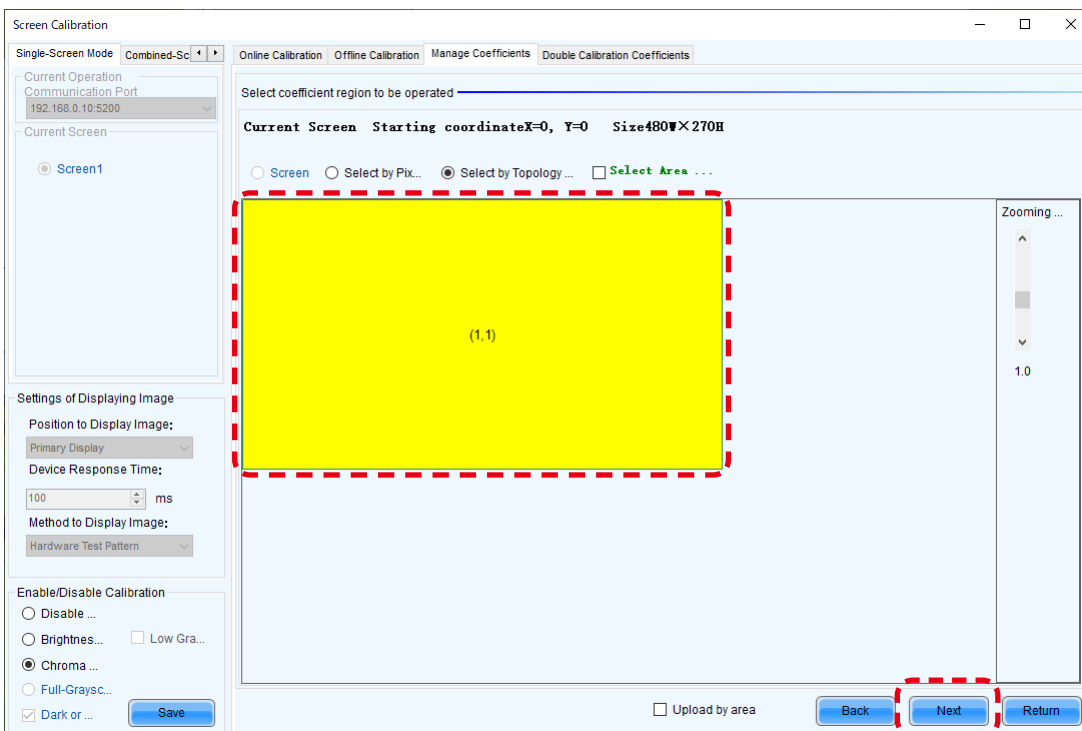 Screen Calibration
Single-Screen Mode Combined-Sc
Current Operation
Communication Port
192.168.0.10:5200
Current Screen
Screen1
Settings of Displaying Image
Position to Display Image:
Primary Display
Device Response Time:
100 ms
Method to Display Image:
Hardware Test Pattern
Enable/Disable Calibration
Disable ...
Brightnes... Low Gra...
Chroma ...
Full-Graysc...
Dark or ... Save
Online Calibration Offline Calibration Manage Coefficients Double Calibration Coefficients
Select coefficient region to be operated
Current Screen Starting coordinateX=0, Y=0 Size480W×270H
Screen Select by Pix... Select by Topology ... Select Area ...
(1,1)
Zooming ...
1.0
Upload by area Back Next Return